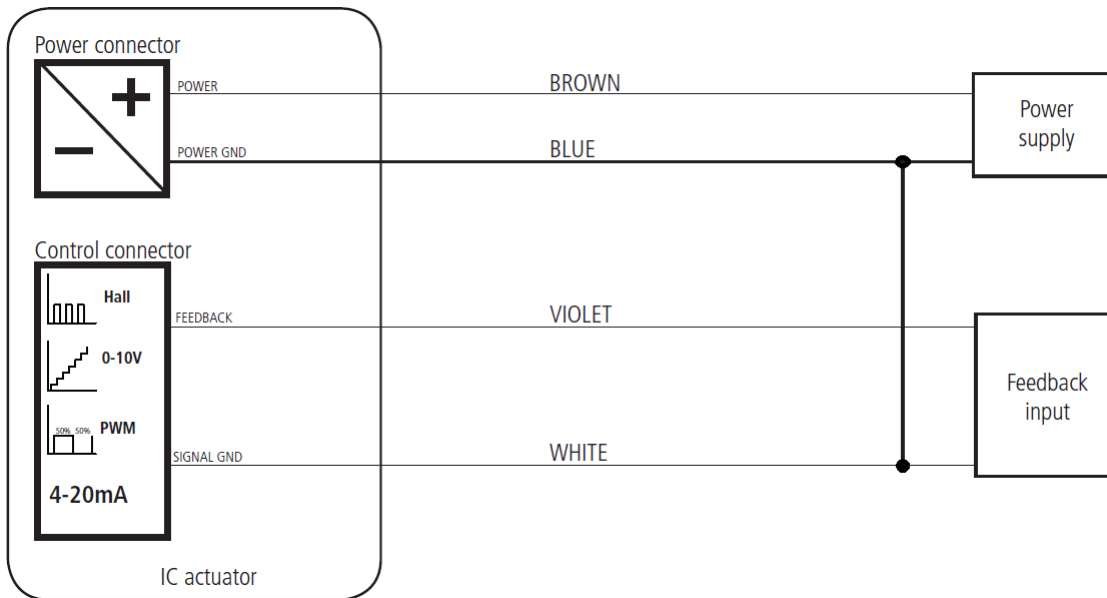 Power connector
+
−
POWER
BROWN
POWER GND
BLUE
Power
supply
Control connector
Hall
0-10V
50% 50% PWM
4-20mA
FEEDBACK
VIOLET
SIGNAL GND
WHITE
Feedback
input
IC actuator